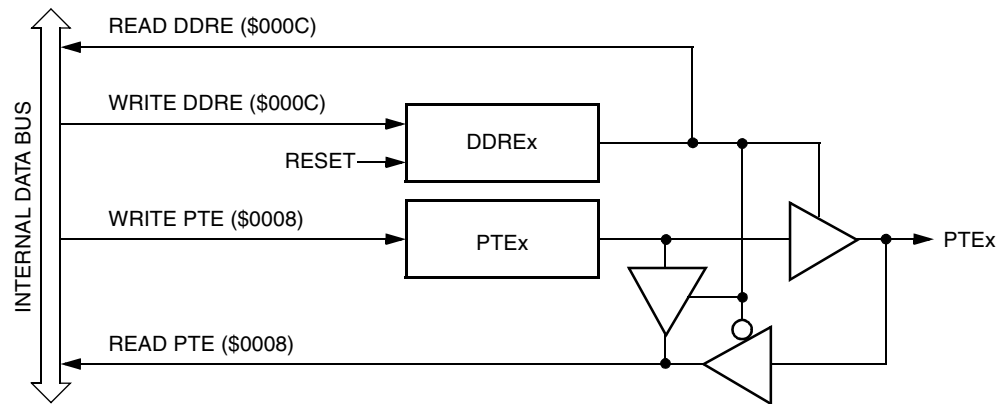 READ DDRE ($000C)
WRITE DDRE ($000C)
DDREx
RESET
WRITE PTE ($0008)
PTEx
PTEx
READ PTE ($0008)
INTERNAL DATA BUS